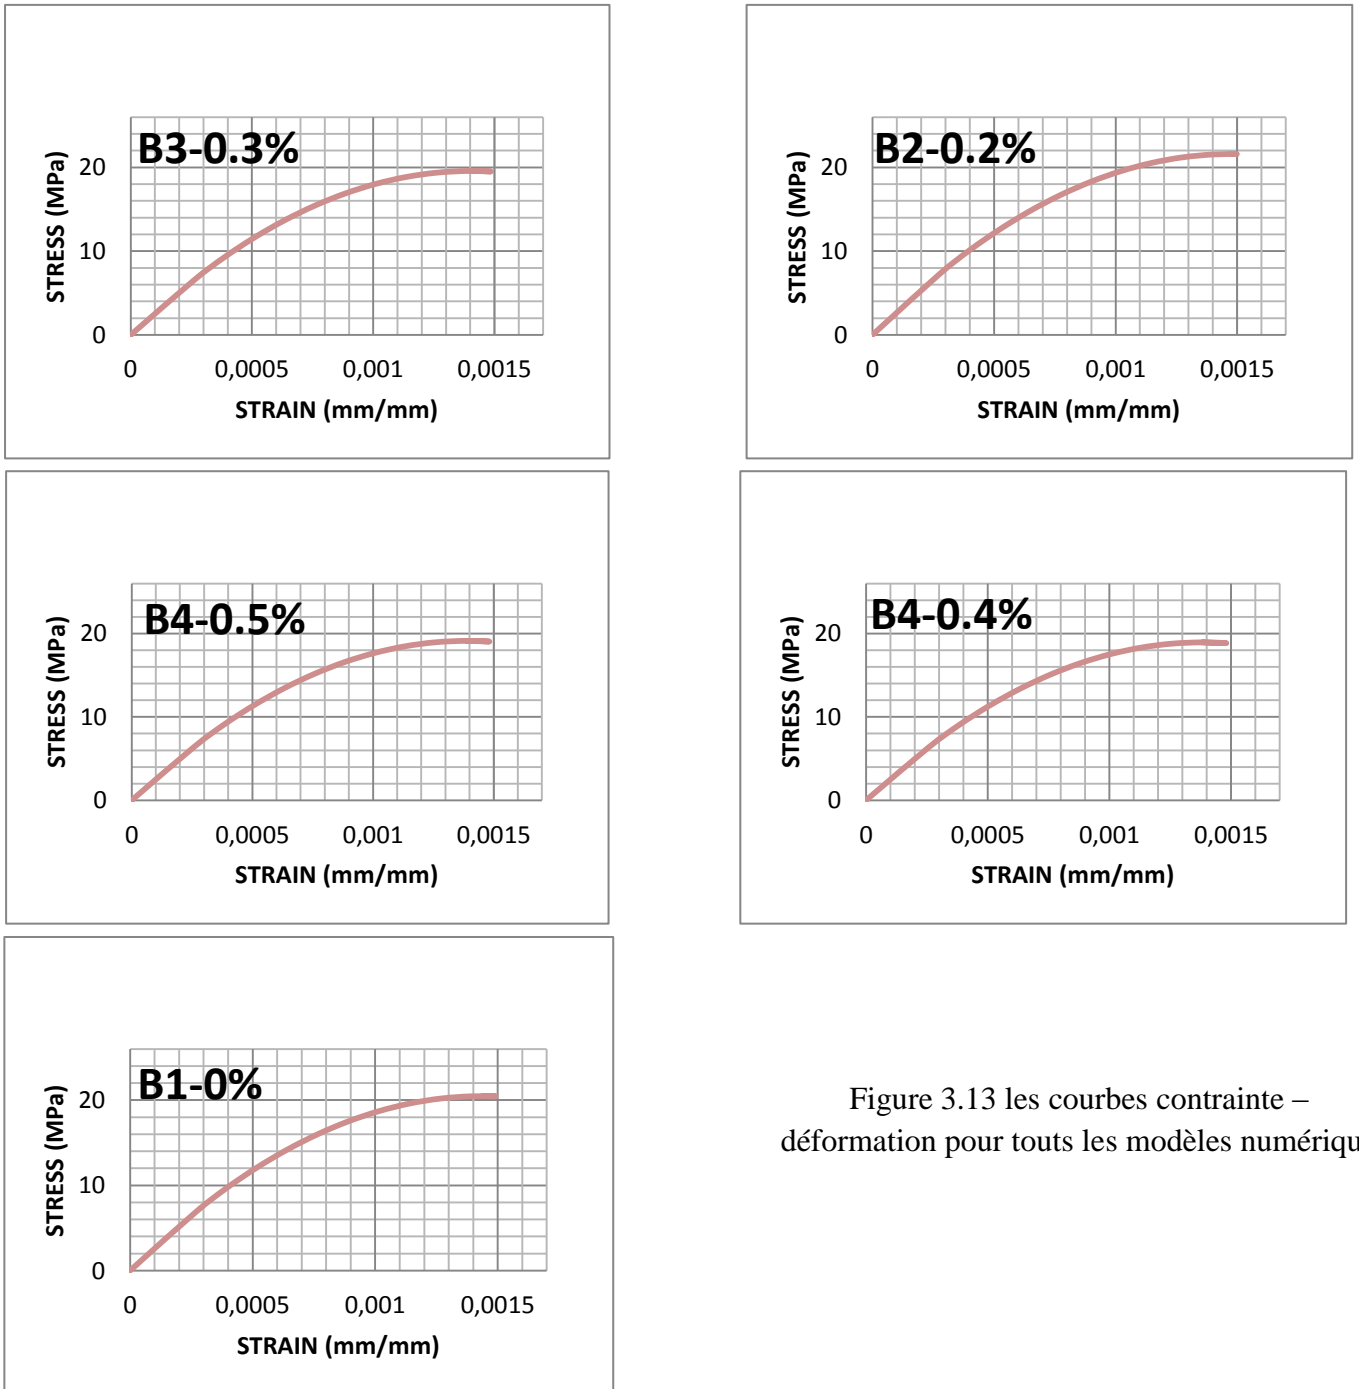 B3-0.3%
STRESS (MPa)
20
10
0
0 0,0005 0,001 0,0015
STRAIN (mm/mm)
B2-0.2%
STRESS (MPa)
20
10
0
0 0,0005 0,001 0,0015
STRAIN (mm/mm)
B4-0.5%
STRESS (MPa)
20
10
0
0 0,0005 0,001 0,0015
STRAIN (mm/mm)
B4-0.4%
STRESS (MPa)
20
10
0
0 0,0005 0,001 0,0015
STRAIN (mm/mm)
B1-0%
STRESS (MPa)
20
10
0
0 0,0005 0,001 0,0015
STRAIN (mm/mm)
Figure 3.13 les courbes contrainte –
déformation pour touts les modèles numériqu